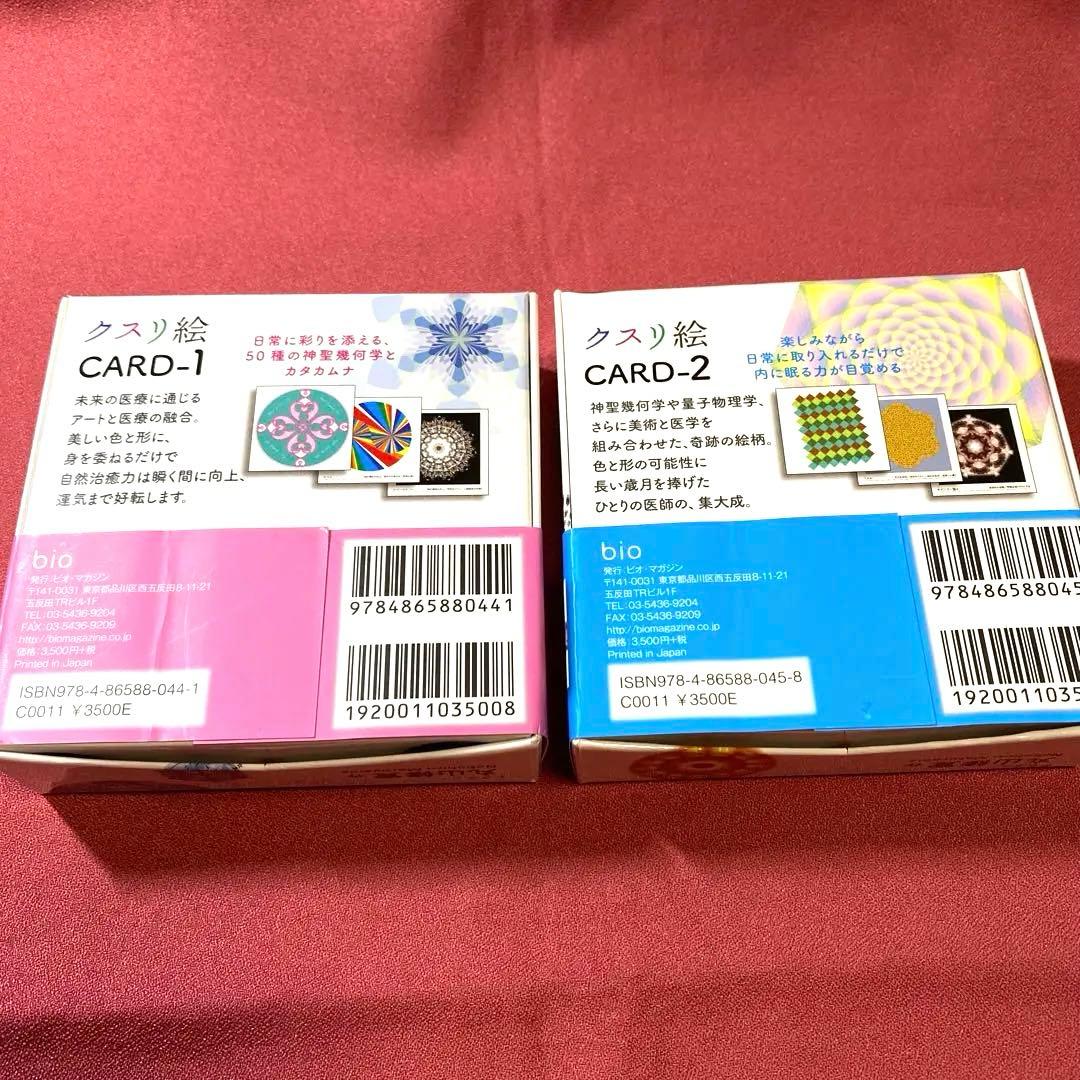 クスリ絵
CARD-1
日常に彩りを添える、
50種の神聖幾何学と
カタカムナ
未来の医療に通じる
アートと医療の融合。
美しい色と形に、
身を委ねるだけで
自然治癒力は瞬く間に向上、
運気まで好転します。
bio
発行:ビオ・マガジン
〒141-0031 東京都品川区西五反田8-11-21
五反田TRビル1F
TEL:03-5436-9204
FAX:03-5436-9209
http://biomagazine.co.jp
価格:3,500円+税
Printed in Japan
ISBN978-4-86588-044-1
C0011 ¥3500E
9784865880441
1920011035008
クスリ絵
CARD-2
楽しみながら
日常に取り入れるだけで
内に眠る力が目覚める
神聖幾何学や量子物理学、
さらに美術と医学を
組み合わせた、奇跡の絵柄。
色と形の可能性に
長い歳月を捧げた
ひとりの医師の、集大成。
bio
発行:ビオ・マガジン
〒141-0031 東京都品川区西五反田8-11-21
五反田TRビル1F
TEL:03-5436-9204
FAX:03-5436-9209
http://biomagazine.co.jp
価格:3,500円+税
Printed in Japan
ISBN978-4-86588-045-8
C0011 ¥3500E
978486588045
1920011035